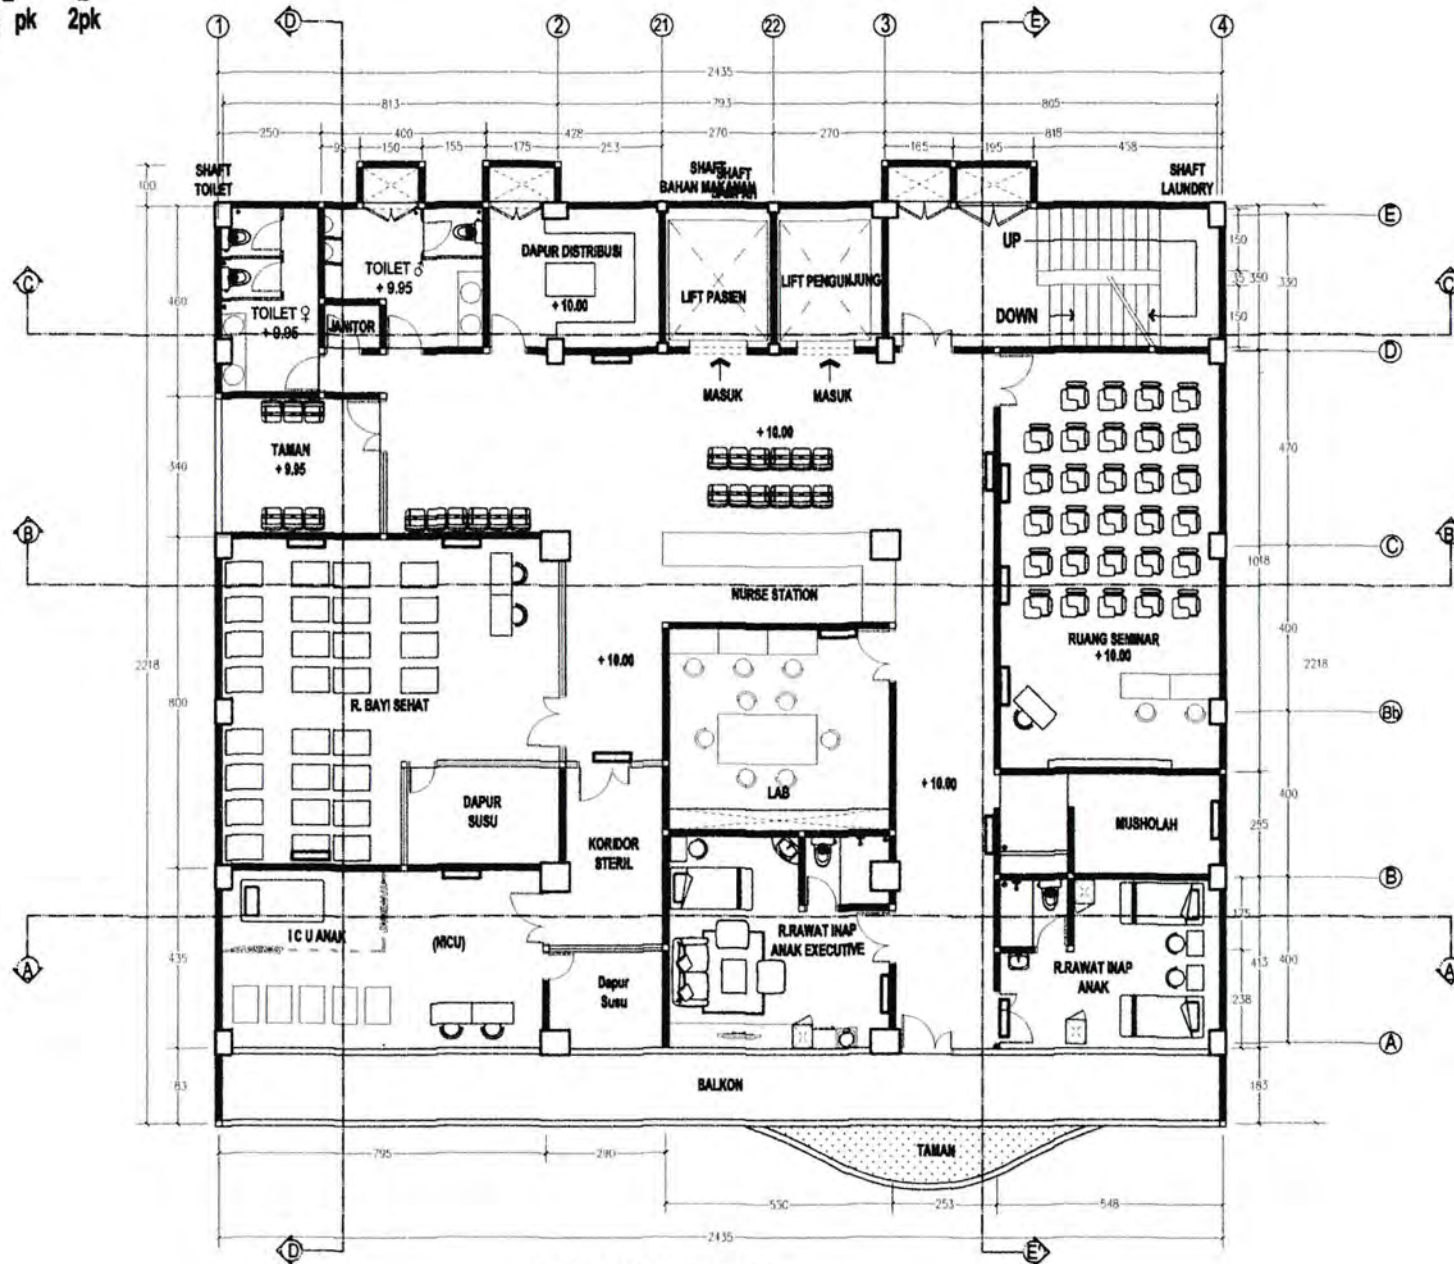 pk 2pk
1 D 2 21 22 3 E 4
2435
813 793 805
250 400 428 270 270 818
95 150 155 175 253 165 195 458
SHAFT
TOILET
SHAFT
BAHAN MAKANAN
SHAFT
SHAFT
LAUNDRY
100
E
UP
150
DAPUR DISTRIBUSI
TOILET ♂
+ 9.95
LIFT PENGUNJUNG
C
35 350 330
C
460
LIFT PASIEN
+ 10.00
TOILET ♀
+ 9.95
JANITOR
DOWN
150
D
MASUK MASUK
+ 10.00
TAMAN
+ 9.95
340
470
B
C
B
1018
NURSE STATION
400
RUANG SEMINAR
+ 10.00
+ 10.00
2218
2218
800
R. BAYI SEHAT
Bb
+ 10.00
LAB
DAPUR
SUSU
400
255
MUSHOLAH
KORIDOR
STERIL
B
175
I C U ANAK
(NICU)
R.RAWAT INAP
ANAK EXECUTIVE
435
A
413 400
A
R.RAWAT INAP
ANAK
Dapur
Susu
238
A
183
BALKON
183
TAMAN
795 290
550 253 548
2435
D E'